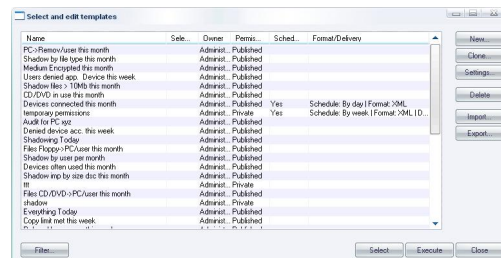 Select and edit templates
Name Sele... Owner Permis... Sched... Format/Delivery
PC->Remov/user this month Administ... Published
Shadow by file type this month Administ... Published
Medium Encrypted this month Administ... Published
Users denied app. Device this week Administ... Published
Shadow files > 10Mb this month Administ... Published
CD/DVD in use this month Administ... Published
Devices connected this month Administ... Published Yes Schedule: By day | Format: XML
temporary permissions Administ... Private Yes Schedule: By week | Format: XML | D...
Audit for PC xyz Administ... Published
Denied device acc. this week Administ... Published
Shadowing Today Administ... Published
Files Floppy->PC/user this month Administ... Published
Shadow by user per month Administ... Published
Devices often used this month Administ... Published
Shadow imp by size dsc this month Administ... Published
ttt Administ... Private
Files CD/DVD->PC/user this month Administ... Published
shadow Administ... Private
Everything Today Administ... Published
Copy limit met this week Administ... Published
New...
Clone...
Settings...
Delete
Import...
Export...
Filter... Select Execute Close